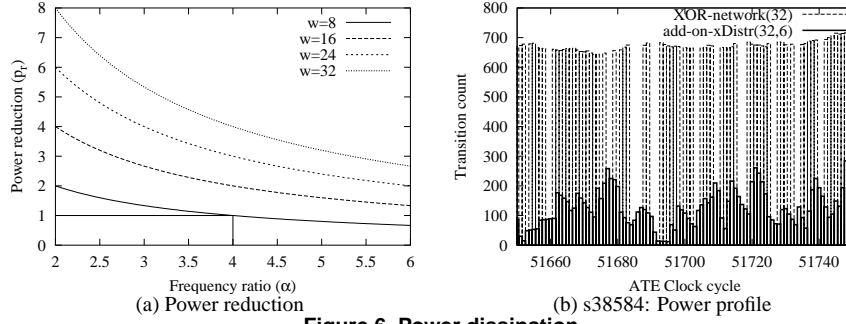 8
7
6
5
4
3
2
1
0
Power reduction (pr)
w=8
w=16
w=24
w=32
2 2.5 3 3.5 4 4.5 5 5.5 6
Frequency ratio (α)
(a) Power reduction
800
700
600
500
400
300
200
100
0
Transition count
XOR-network(32)
add-on-xDistr(32,6)
51660 51680 51700 51720 51740
ATE Clock cycle
(b) s38584: Power profile
Figure 6. Power dissipation